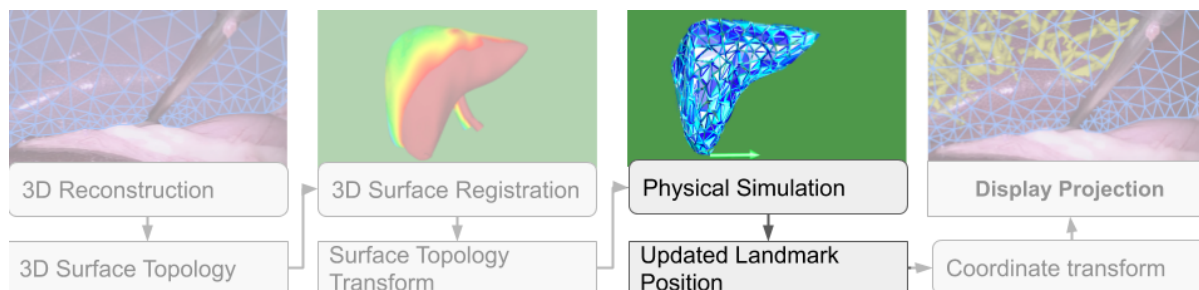 3D Reconstruction
3D Surface Topology
3D Surface Registration
Surface Topology
Transform
Physical Simulation
Updated Landmark
Position
Display Projection
Coordinate transform